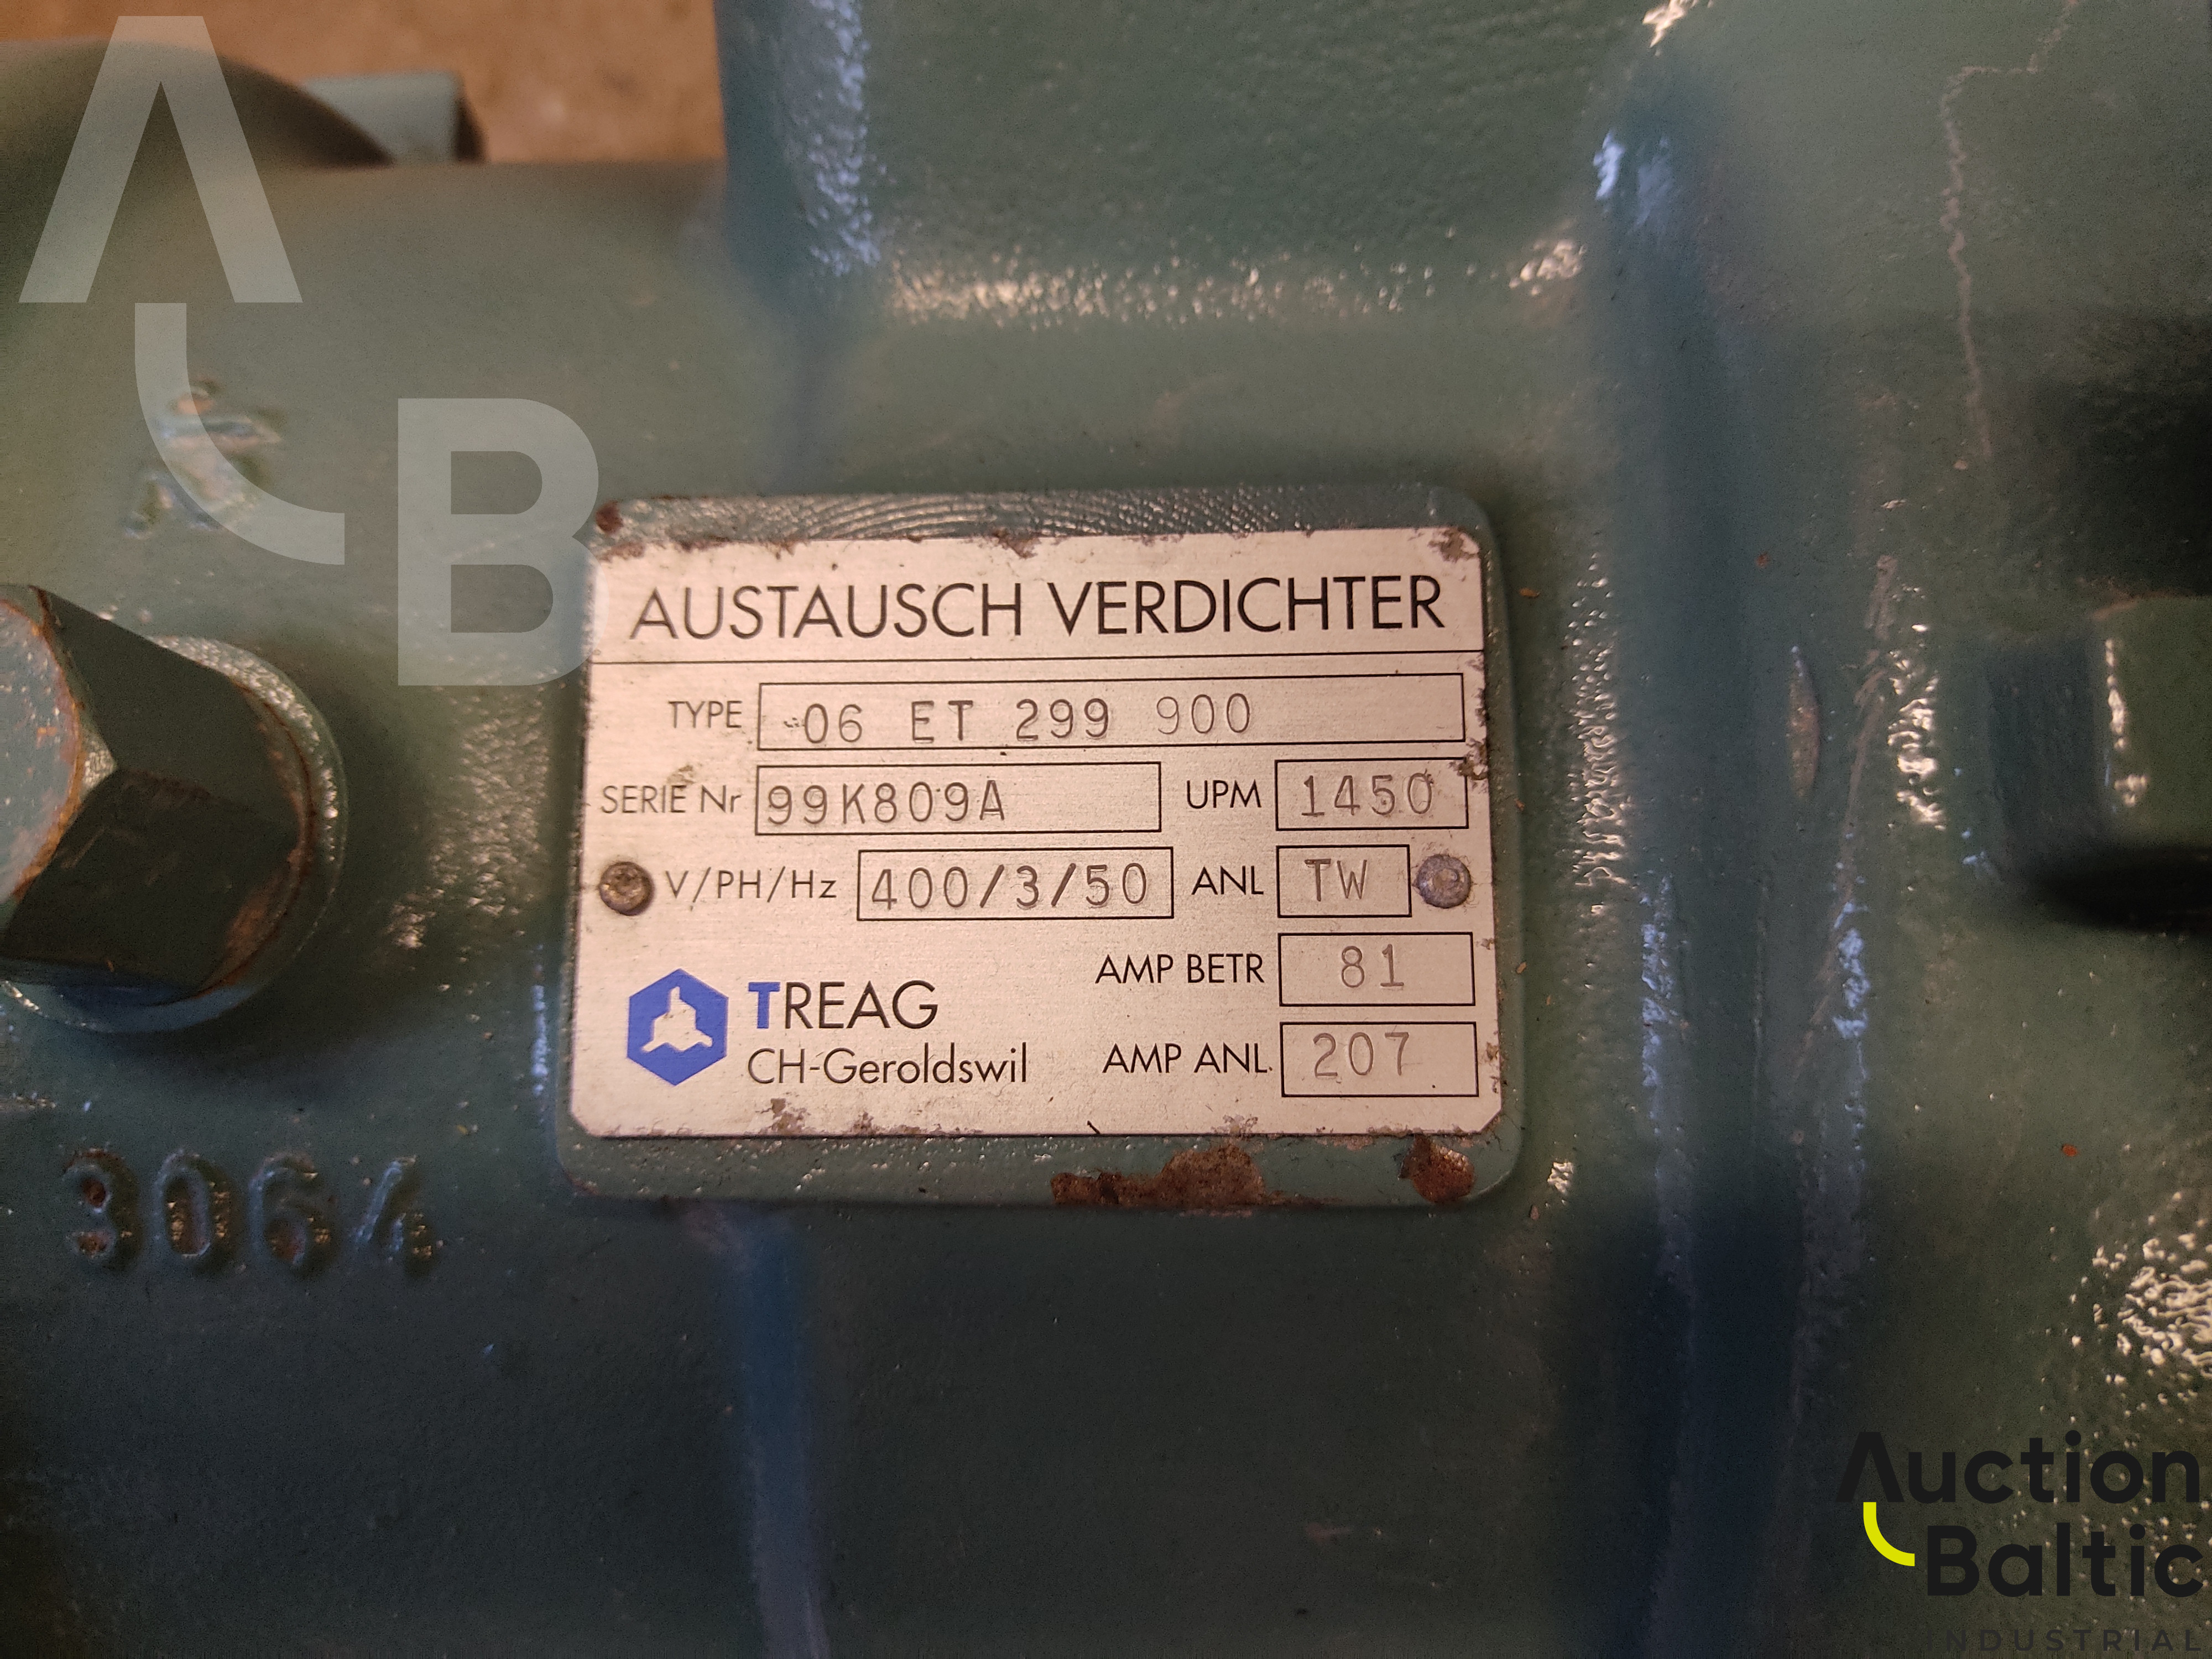 AUSTAUSCH VERDICHTER
TYPE 06 ET 299 900
SERIE Nr 99K809A UPM 1450
V/PH/Hz 400/3/50 ANL TW
AMP BETR 81
TREAG
CH-Geroldswil
AMP ANL. 207
3064
AB
Auction
Baltic
INDUSTRIAL